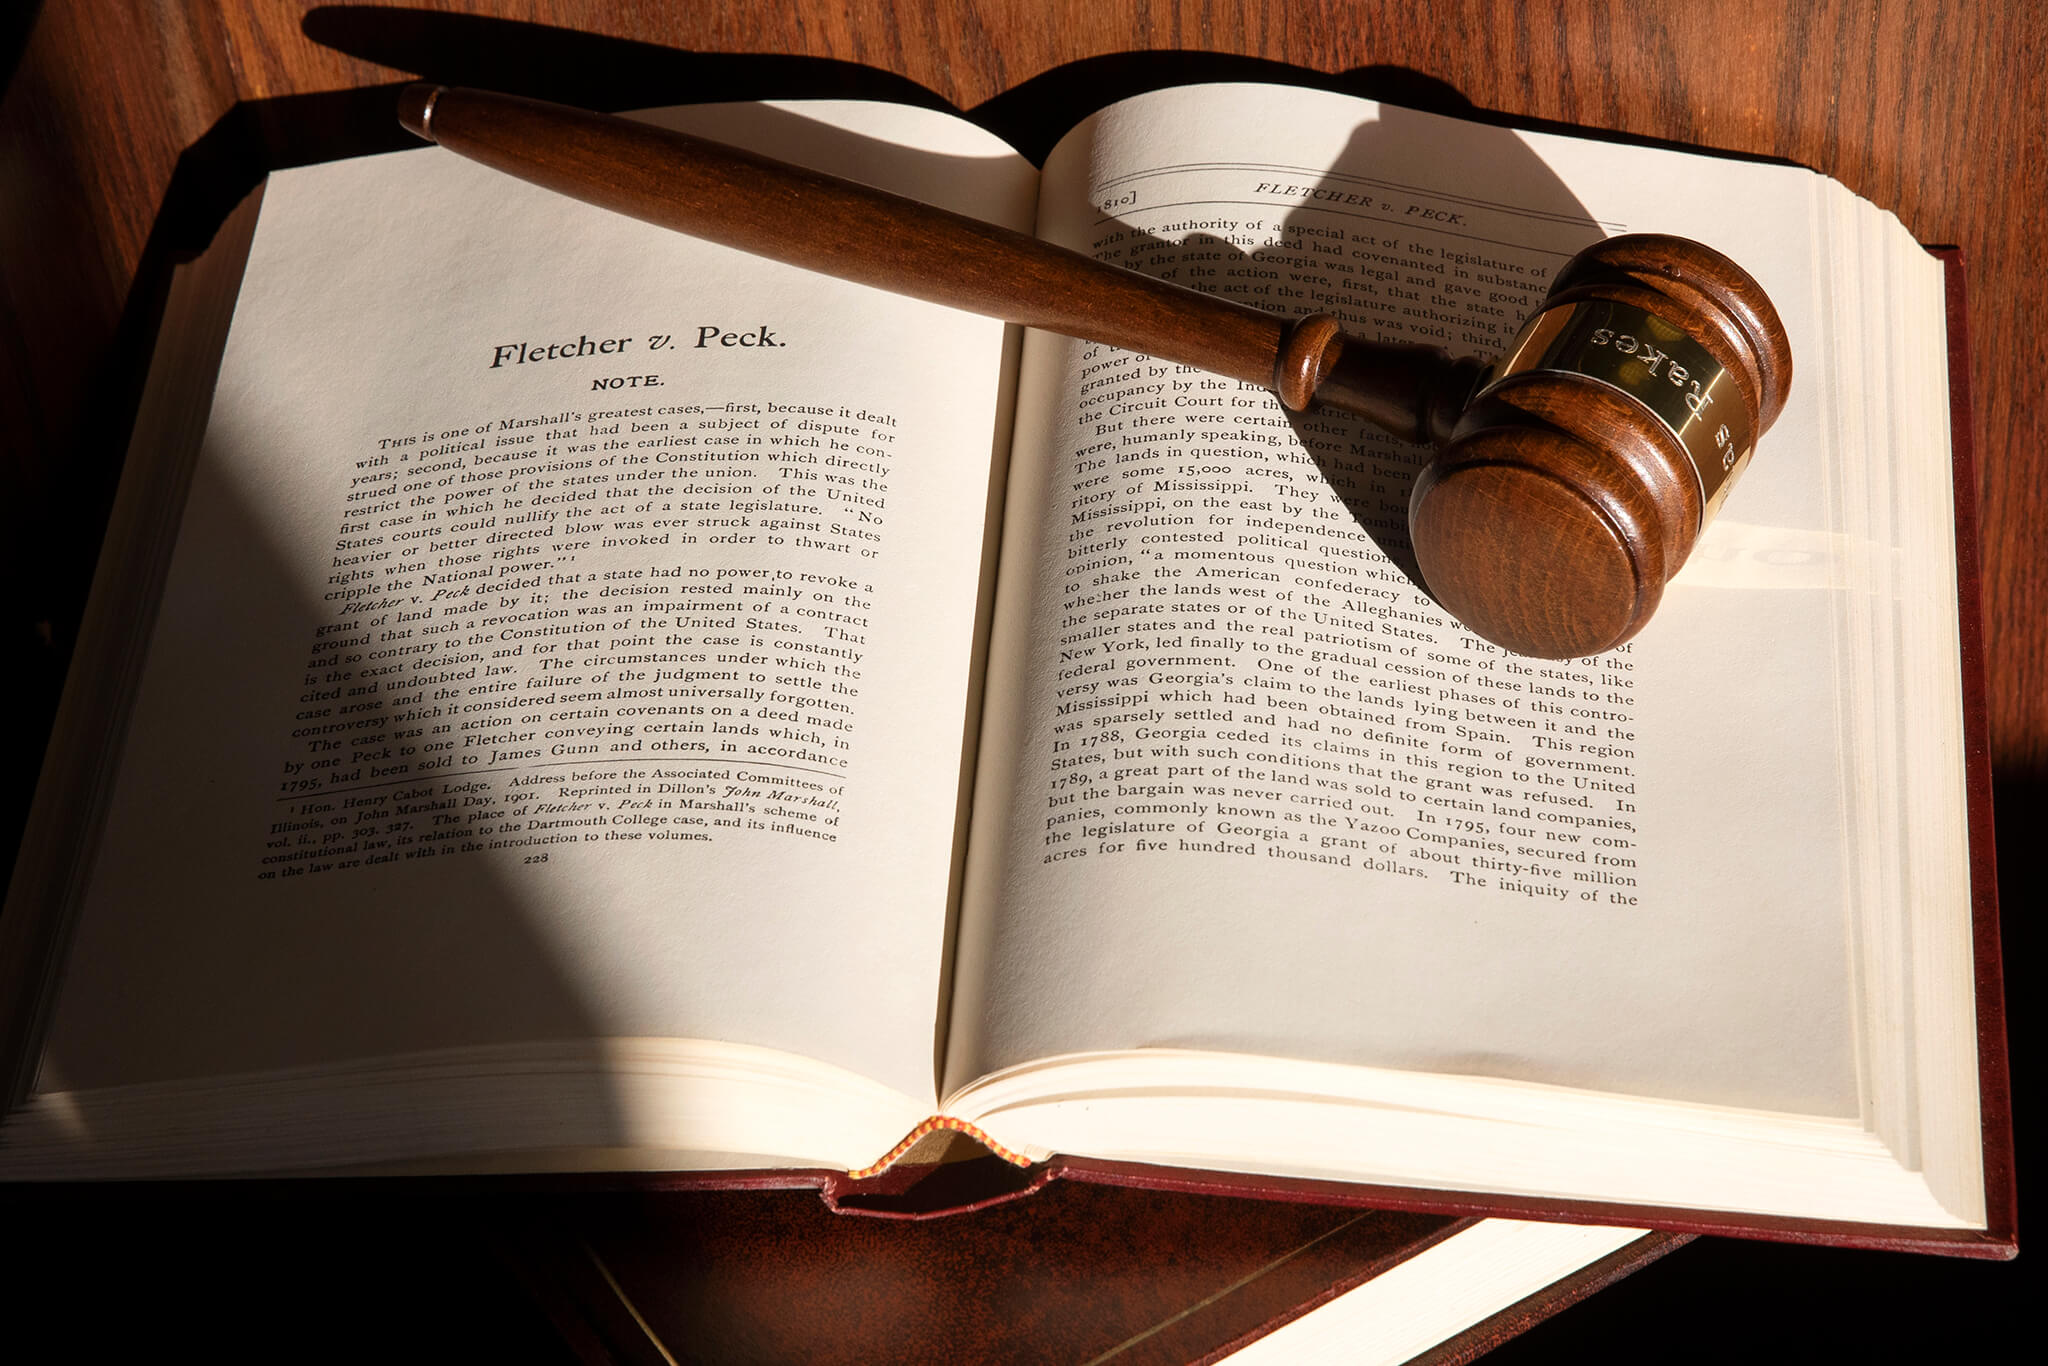 Fletcher v. Peck.
NOTE.
THIS is one of Marshall's greatest cases,—first, because it dealt
with a political issue that had been a subject of dispute for
years; second, because it was the earliest case in which he con-
strued one of those provisions of the Constitution which directly
restrict the power of the states under the union. This was the
first case in which he decided that the decision of the United
States courts could nullify the act of a state legislature. "No
heavier or better directed blow was ever struck against States
rights when those rights were invoked in order to thwart or
cripple the National power." 1
Fletcher v. Peck decided that a state had no power to revoke a
grant of land made by it; the decision rested mainly on the
ground that such a revocation was an impairment of a contract
and so contrary to the Constitution of the United States. That
is the exact decision, and for that point the case is constantly
cited and undoubted law. The circumstances under which the
case arose and the entire failure of the judgment to settle the
controversy which it considered seem almost universally forgotten.
The case was an action on certain covenants on a deed made
by one Peck to one Fletcher conveying certain lands which, in
1795, had been sold to James Gunn and others, in accordance
1 Hon. Henry Cabot Lodge. Address before the Associated Committees of
Illinois, on John Marshall Day, 1901. Reprinted in Dillon's John Marshall,
vol. ii., pp. 303, 327. The place of Fletcher v. Peck in Marshall's scheme of
constitutional law, its relation to the Dartmouth College case, and its influence
on the law are dealt with in the introduction to these volumes.
228
1810] FLETCHER v. PECK.
with the authority of a special act of the legislature of
The grantor in this deed had covenanted in substance
by the state of Georgia was legal and gave good
of the action were, first, that the state
the act of the legislature authorizing it
and thus was void; third,
a later
of
power of
granted by the
occupancy by the
the Circuit Court for the
But there were certain other facts,
were, humanly speaking, before Marshall
The lands in question, which had been
were some 15,000 acres, which in
ritory of Mississippi. They were
Mississippi, on the east by the
the revolution for independence
bitterly contested political question
opinion, "a momentous question which
to shake the American confederacy to
whether the lands west of the Alleghanies
the separate states or of the United States. The of
smaller states and the real patriotism of some of the
New York, led finally to the gradual cession of these states, like
federal government. One of the earliest phases of this contro-
versy was Georgia's claim to the lands lying between it and the
Mississippi which had been obtained from Spain. This region
was sparsely settled and had no definite form of government.
In 1788, Georgia ceded its claims in this region to the United
States, but with such conditions that the grant was refused. In
1789, a great part of the land was sold to certain land companies,
but the bargain was never carried out. In 1795, four new com-
panies, commonly known as the Yazoo Companies, secured from
the legislature of Georgia a grant of about thirty-five million
acres for five hundred thousand dollars. The iniquity of the
Rakes